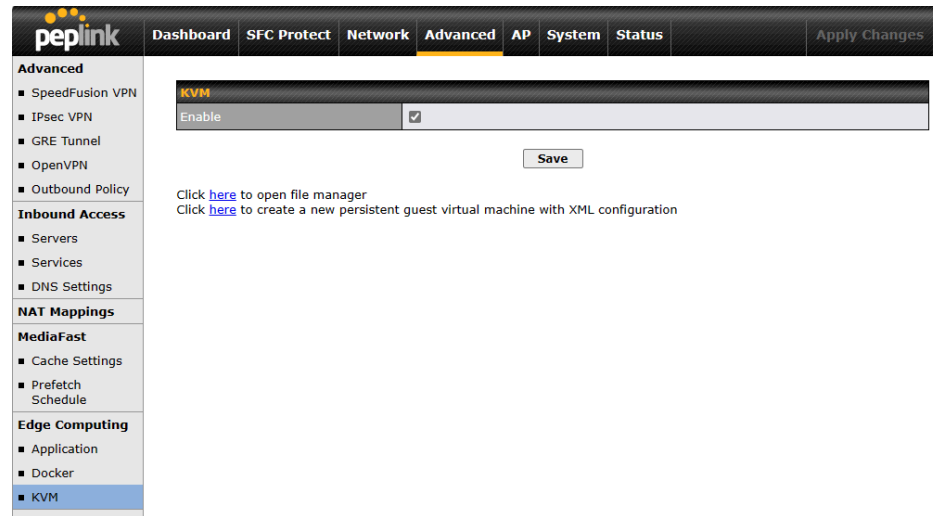 peplink
Dashboard SFC Protect Network Advanced AP System Status Apply Changes
Advanced
SpeedFusion VPN
IPsec VPN
GRE Tunnel
OpenVPN
Outbound Policy
Inbound Access
Servers
Services
DNS Settings
NAT Mappings
MediaFast
Cache Settings
Prefetch
Schedule
Edge Computing
Application
Docker
KVM
KVM
Enable
Save
Click here to open file manager
Click here to create a new persistent guest virtual machine with XML configuration